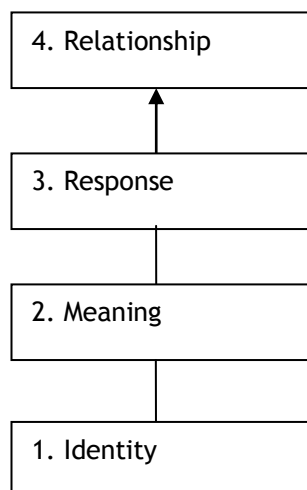 4. Relationship
3. Response
2. Meaning
1. Identity